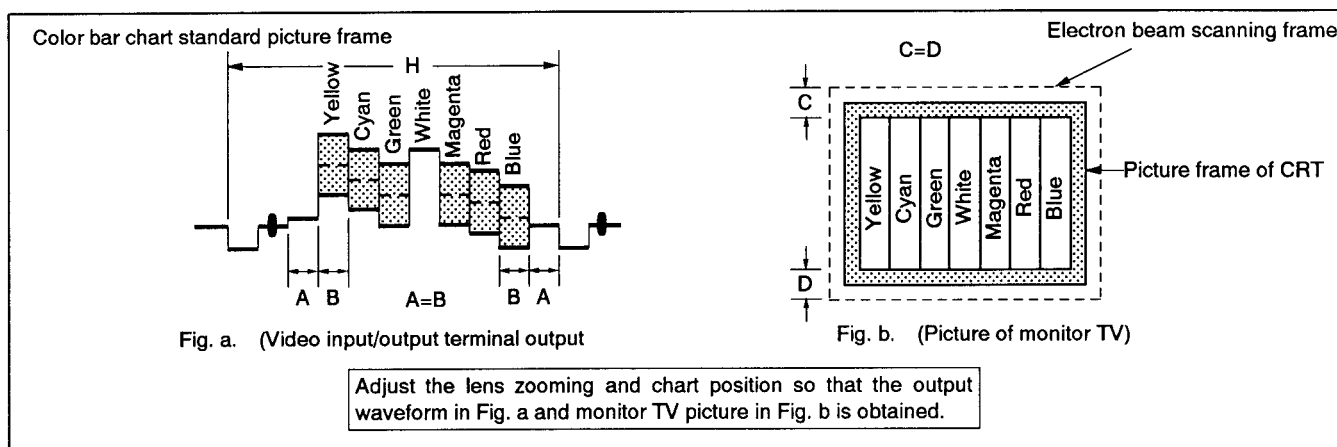 Color bar chart standard picture frame
H
Yellow
Cyan
Green
White
Magenta
Red
Blue
A
B
A=B
B
A
Fig. a. (Video input/output terminal output
C=D
Electron beam scanning frame
C
Yellow
Cyan
Green
White
Magenta
Red
Blue
Picture frame of CRT
D
Fig. b. (Picture of monitor TV)
Adjust the lens zooming and chart position so that the output
waveform in Fig. a and monitor TV picture in Fig. b is obtained.